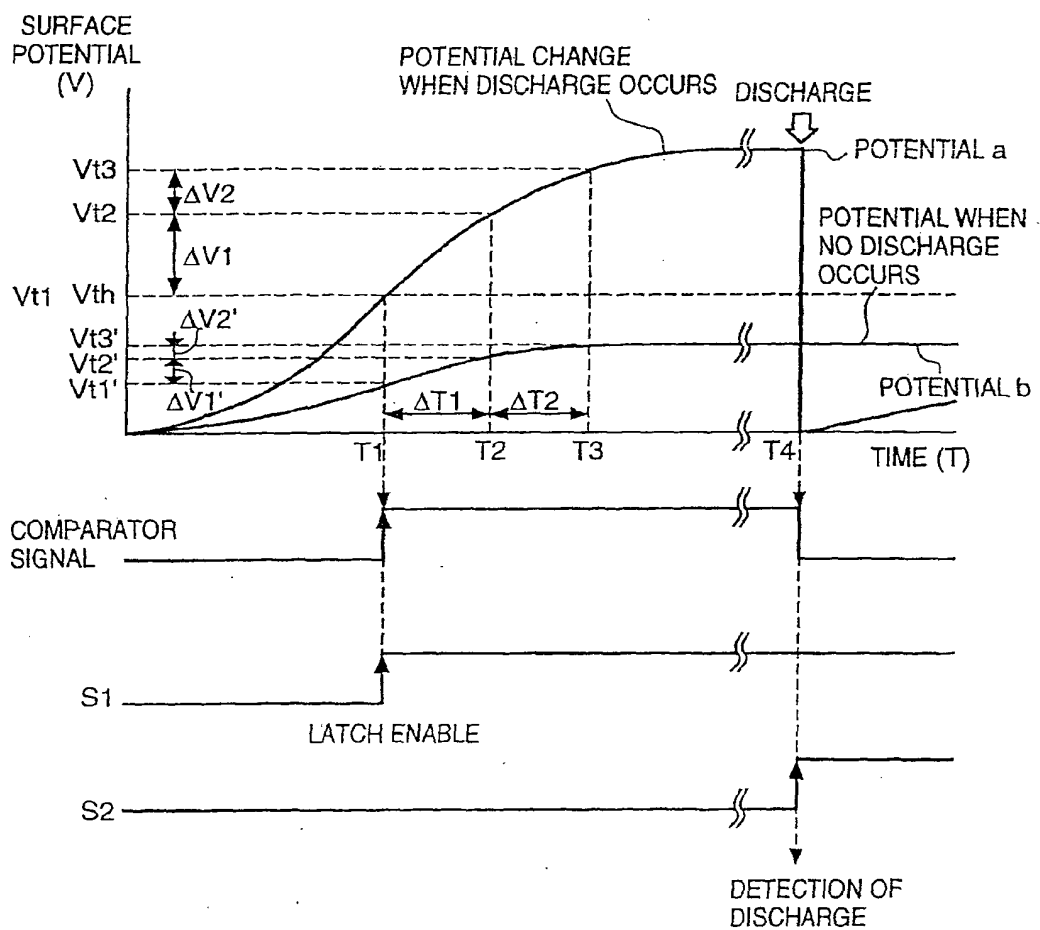 SURFACE
POTENTIAL
(V)
POTENTIAL CHANGE
WHEN DISCHARGE OCCURS
DISCHARGE
POTENTIAL a
Vt3
ΔV2
Vt2
POTENTIAL WHEN
NO DISCHARGE
OCCURS
ΔV1
Vt1 Vth
ΔV2'
Vt3'
Vt2'
Vt1'
ΔV1'
POTENTIAL b
ΔT1
ΔT2
T1
T2
T3
T4
TIME (T)
COMPARATOR
SIGNAL
S1
LATCH ENABLE
S2
DETECTION OF
DISCHARGE